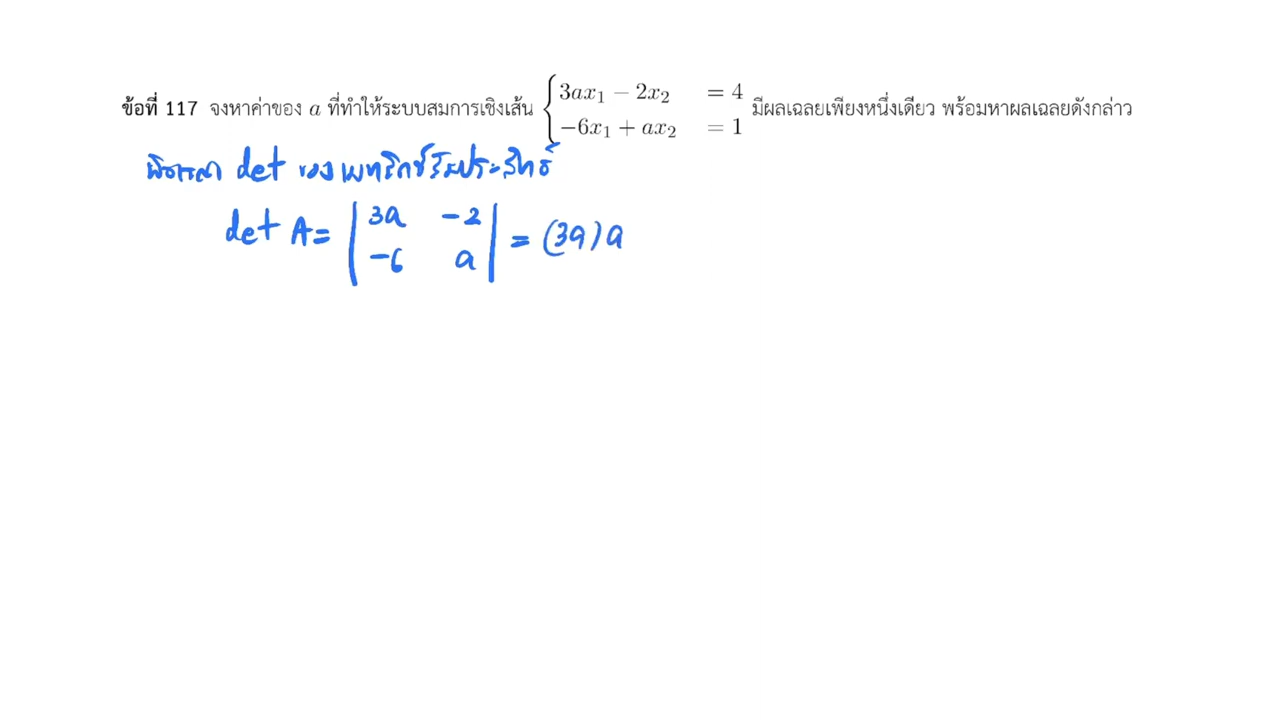 ข้อที่ 117 จงหาค่าของ a ที่ทำให้ระบบสมการเชิงเส้น { 3ax₁ − 2x₂ = 4 มีผลเฉลยเพียงหนึ่งเดียว พร้อมหาผลเฉลยดังกล่าว
−6x₁ + ax₂ = 1
พิจารณา det ของเมทริกซ์สัมประสิทธิ์
det A = | 3a −2 | = (3a)a
| −6 a |